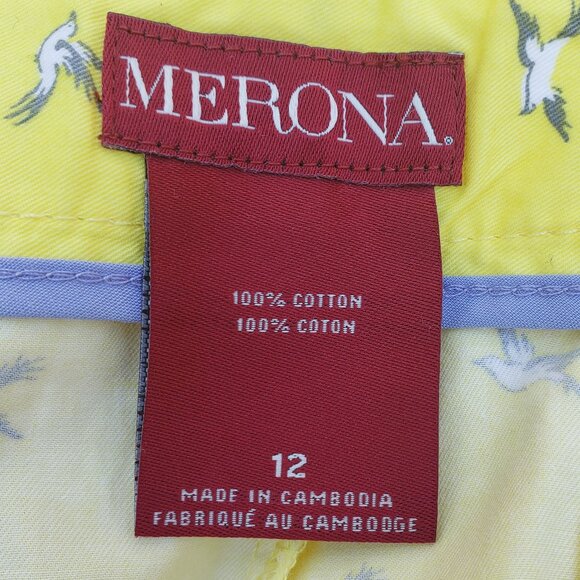 MERONA.
100% COTTON
100% COTON
12
MADE IN CAMBODIA
FABRIQUÉ AU CAMBODGE